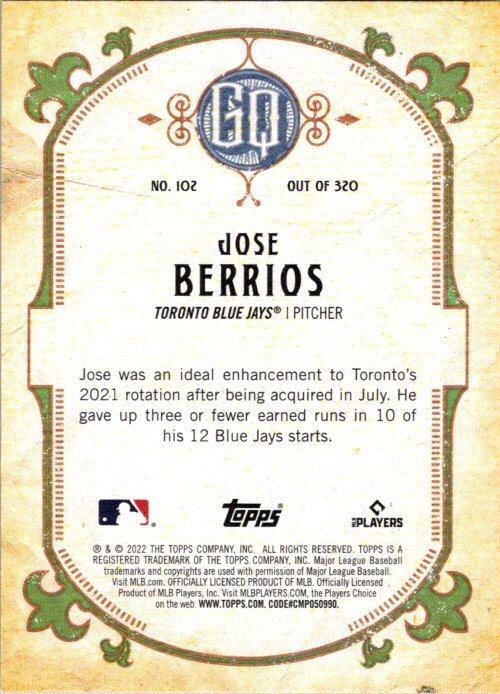 GQ
NO. 102 OUT OF 320
JOSE
BERRIOS
TORONTO BLUE JAYS® | PITCHER
Jose was an ideal enhancement to Toronto's
2021 rotation after being acquired in July. He
gave up three or fewer earned runs in 10 of
his 12 Blue Jays starts.
topps® MLB PLAYERS
® & © 2022 THE TOPPS COMPANY, INC. ALL RIGHTS RESERVED. TOPPS IS A
REGISTERED TRADEMARK OF THE TOPPS COMPANY, INC. Major League Baseball
trademarks and copyrights are used with permission of Major League Baseball.
Visit MLB.com. OFFICIALLY LICENSED PRODUCT OF MLB. Officially Licensed
Product of MLB Players, Inc. Visit MLBPLAYERS.COM, the Players Choice
on the web. WWW.TOPPS.COM. CODE#CMP050990.